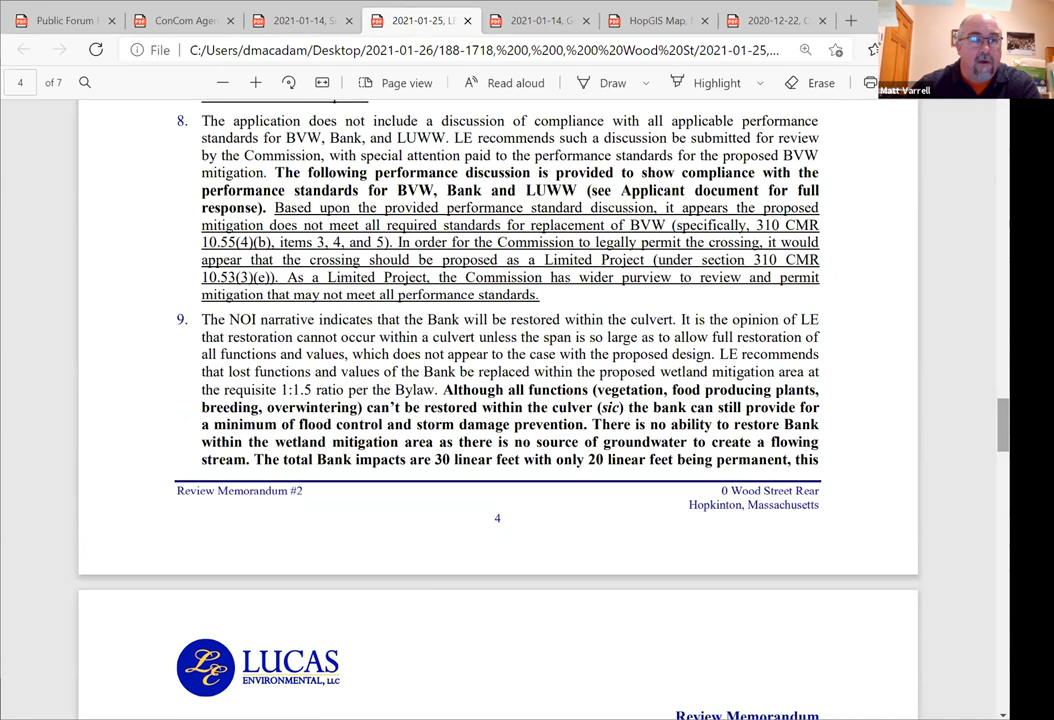 Public Forum
ConCom Agen
2021-01-14, S
2021-01-25, LE
2021-01-14, G
HopGIS Map,
2020-12-22, C
File
C:/Users/dmacadam/Desktop/2021-01-26/188-1718,%200,%200,%200%20Wood%20St/2021-01-25,...
4 of 7
Page view
Read aloud
Draw
Highlight
Erase
Matt Varrell
8. The application does not include a discussion of compliance with all applicable performance
standards for BVW, Bank, and LUWW. LE recommends such a discussion be submitted for review
by the Commission, with special attention paid to the performance standards for the proposed BVW
mitigation. The following performance discussion is provided to show compliance with the
performance standards for BVW, Bank and LUWW (see Applicant document for full
response). Based upon the provided performance standard discussion, it appears the proposed
mitigation does not meet all required standards for replacement of BVW (specifically, 310 CMR
10.55(4)(b), items 3, 4, and 5). In order for the Commission to legally permit the crossing, it would
appear that the crossing should be proposed as a Limited Project (under section 310 CMR
10.53(3)(e)). As a Limited Project, the Commission has wider purview to review and permit
mitigation that may not meet all performance standards.
9. The NOI narrative indicates that the Bank will be restored within the culvert. It is the opinion of LE
that restoration cannot occur within a culvert unless the span is so large as to allow full restoration of
all functions and values, which does not appear to the case with the proposed design. LE recommends
that lost functions and values of the Bank be replaced within the proposed wetland mitigation area at
the requisite 1:1.5 ratio per the Bylaw. Although all functions (vegetation, food producing plants,
breeding, overwintering) can't be restored within the culver (sic) the bank can still provide for
a minimum of flood control and storm damage prevention. There is no ability to restore Bank
within the wetland mitigation area as there is no source of groundwater to create a flowing
stream. The total Bank impacts are 30 linear feet with only 20 linear feet being permanent, this
Review Memorandum #2
0 Wood Street Rear
Hopkinton, Massachusetts
4
LE
LUCAS
ENVIRONMENTAL, LLC
Review Memorandum